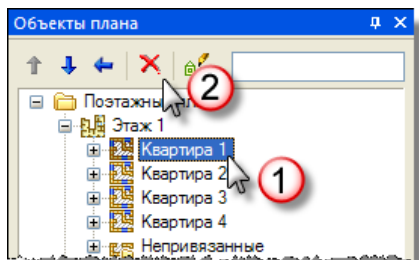 Объекты плана
2
Поэтажны
Этаж 1
Квартира 1
Квартира 2
1
Квартира 3
Квартира 4
Непривязанные